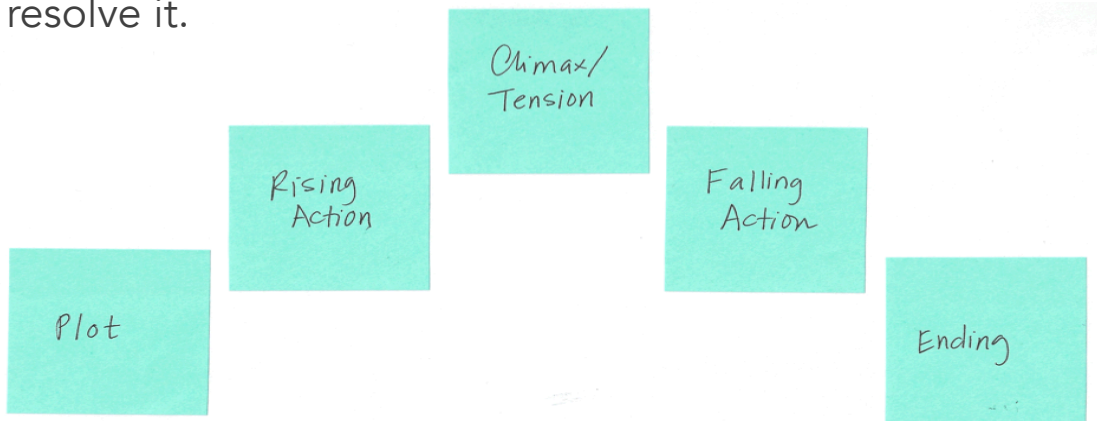 resolve it.
Climax/
Tension
Rising
Action
Falling
Action
Plot
Ending